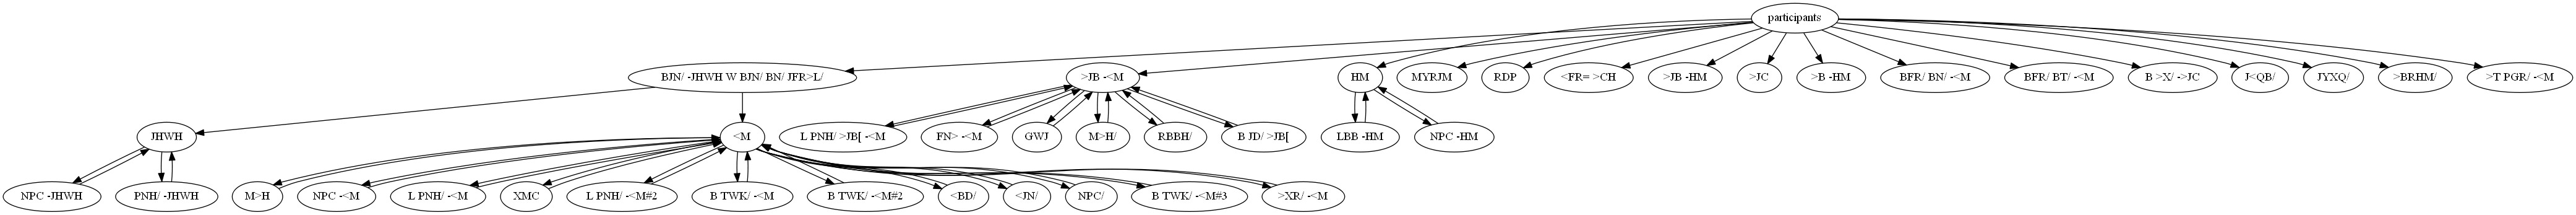 participants
BJN/ -JHWH W BJN/ BN/ JFR>L/
>JB -<M
HM
MYRJM
RDP
<FR= >CH
>JB -HM
>JC
>B -HM
BFR/ BN/ -<M
BFR/ BT/ -<M
B >X/ ->JC
J<QB/
JYXQ/
>BRHM/
>T PGR/ -<M
JHWH
<M
L PNH/ >JB[ -<M
FN> -<M
GWJ
M>H/
RBBH/
B JD/ >JB[
LBB -HM
NPC -HM
NPC -JHWH
PNH/ -JHWH
M>H
NPC -<M
L PNH/ -<M
XMC
L PNH/ -<M#2
B TWK/ -<M
B TWK/ -<M#2
<BD/
<JN/
NPC/
B TWK/ -<M#3
>XR/ -<M